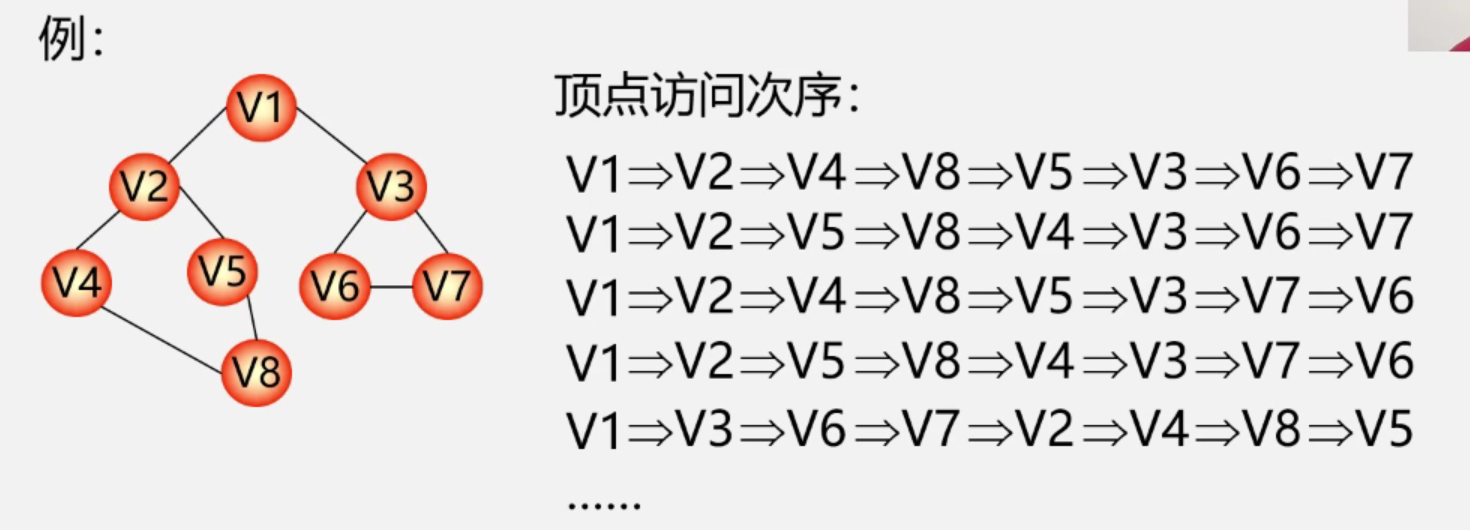 例：
V1
V2
V3
V4
V5
V6
V7
V8
顶点访问次序：
V1⇒V2⇒V4⇒V8⇒V5⇒V3⇒V6⇒V7
V1⇒V2⇒V5⇒V8⇒V4⇒V3⇒V6⇒V7
V1⇒V2⇒V4⇒V8⇒V5⇒V3⇒V7⇒V6
V1⇒V2⇒V5⇒V8⇒V4⇒V3⇒V7⇒V6
V1⇒V3⇒V6⇒V7⇒V2⇒V4⇒V8⇒V5
......